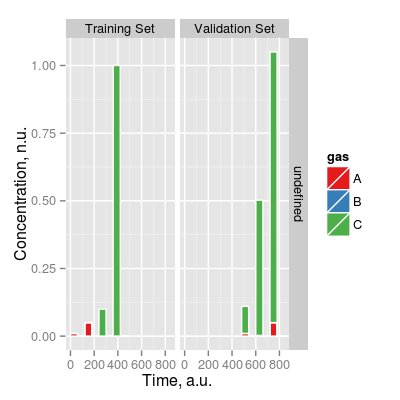 Training Set Validation Set
1.00
0.75
0.50
0.25
0.00
Concentration, n.u.
0 200 400 600 800 0 200 400 600 800
Time, a.u.
undefined
gas
A
B
C